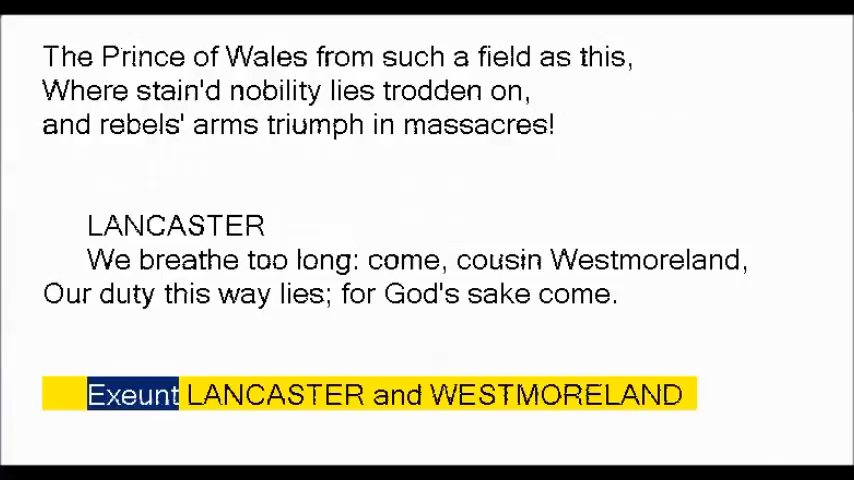 The Prince of Wales from such a field as this,
Where stain'd nobility lies trodden on,
and rebels' arms triumph in massacres!
LANCASTER
We breathe too long: come, cousin Westmoreland,
Our duty this way lies; for God's sake come.
Exeunt LANCASTER and WESTMORELAND